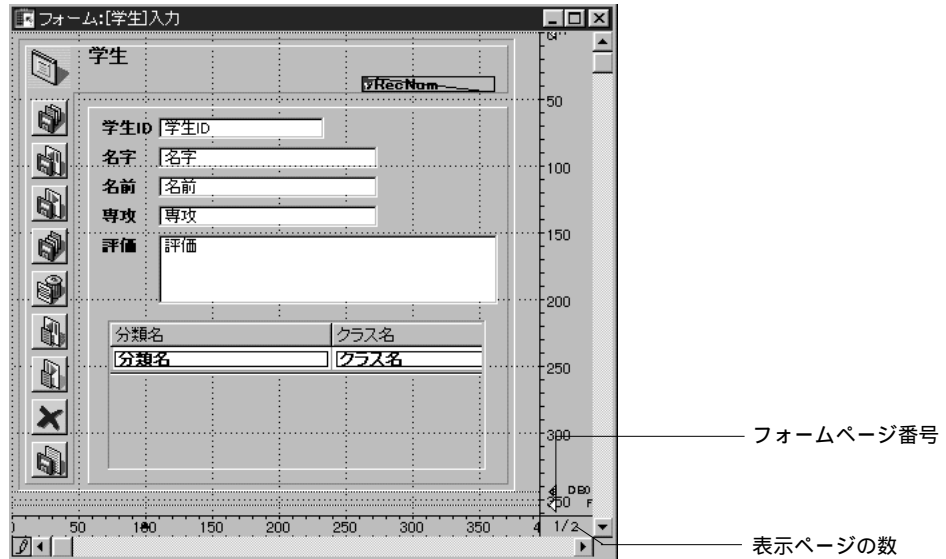 フォーム:[学生]入力
学生
vRecNum
50
学生ID 学生ID
名字 名字
100
名前 名前
専攻 専攻
150
評価 評価
200
分類名 クラス名
分類名 クラス名
250
300
フォームページ番号
350
50 100 150 200 250 300 350 4 1/2
表示ページの数